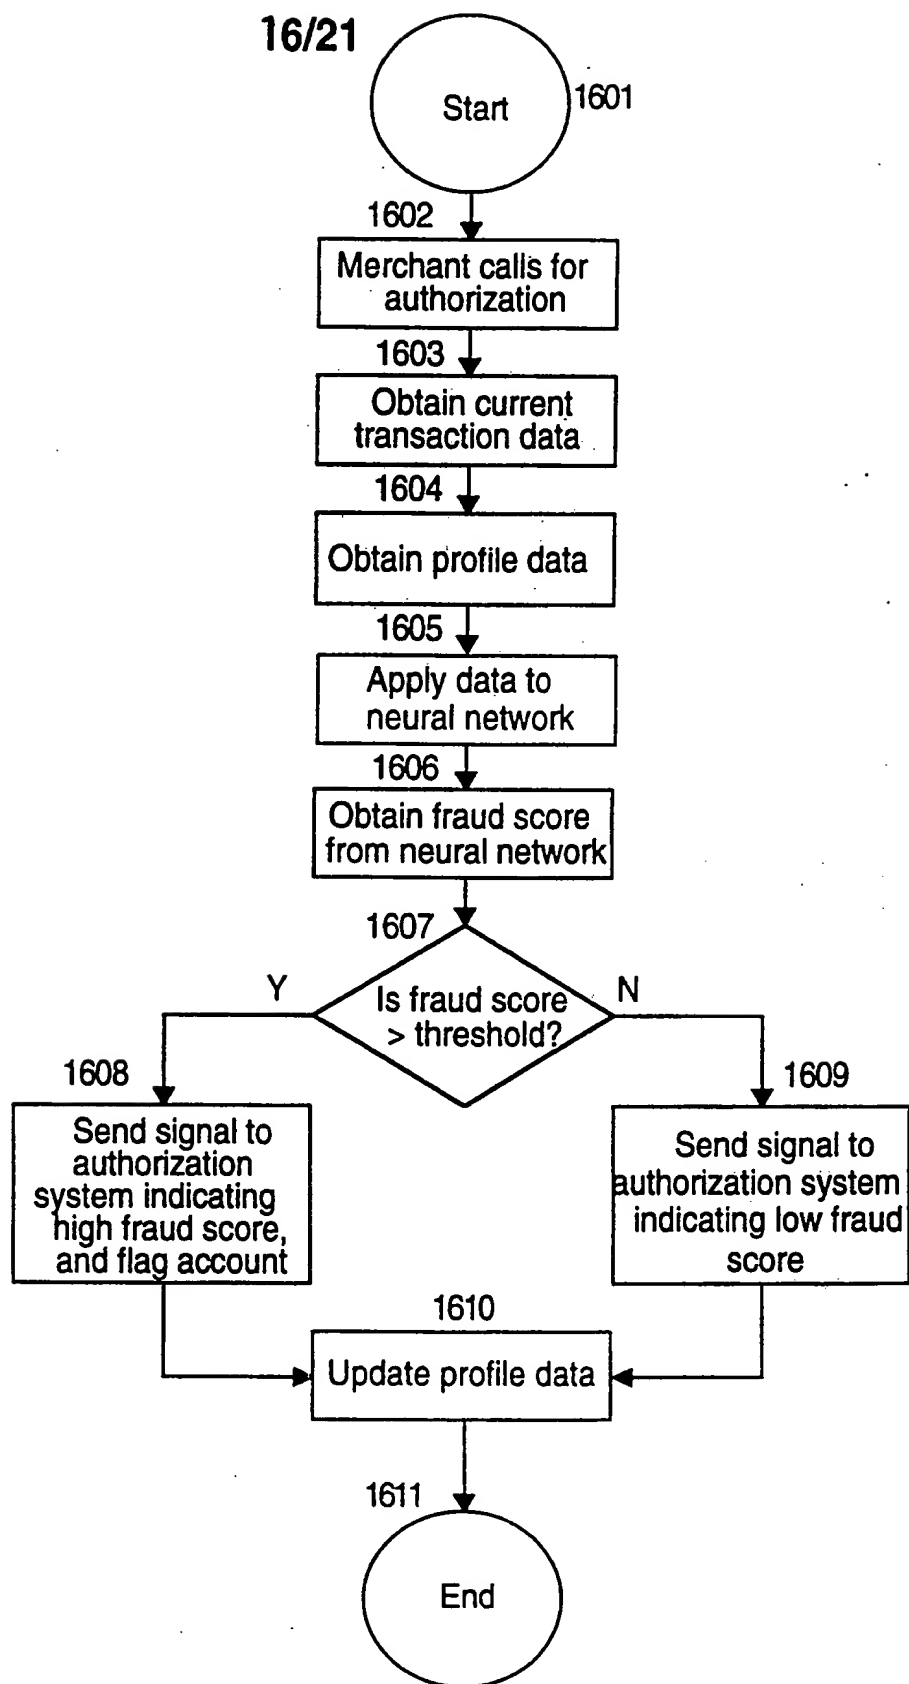 16/21
Start
1601
1602
Merchant calls for
authorization
1603
Obtain current
transaction data
1604
Obtain profile data
1605
Apply data to
neural network
1606
Obtain fraud score
from neural network
1607
Y
Is fraud score
> threshold?
N
1608
Send signal to
authorization
system indicating
high fraud score,
and flag account
1609
Send signal to
authorization system
indicating low fraud
score
1610
Update profile data
1611
End